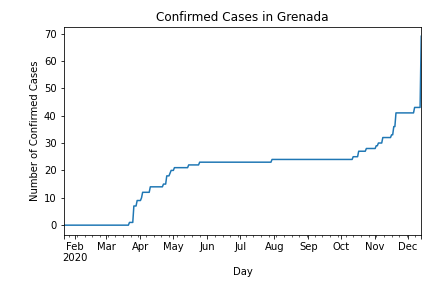 Confirmed Cases in Grenada
Number of Confirmed Cases
70
60
50
40
30
20
10
0
Feb Mar Apr May Jun Jul Aug Sep Oct Nov Dec
2020
Day